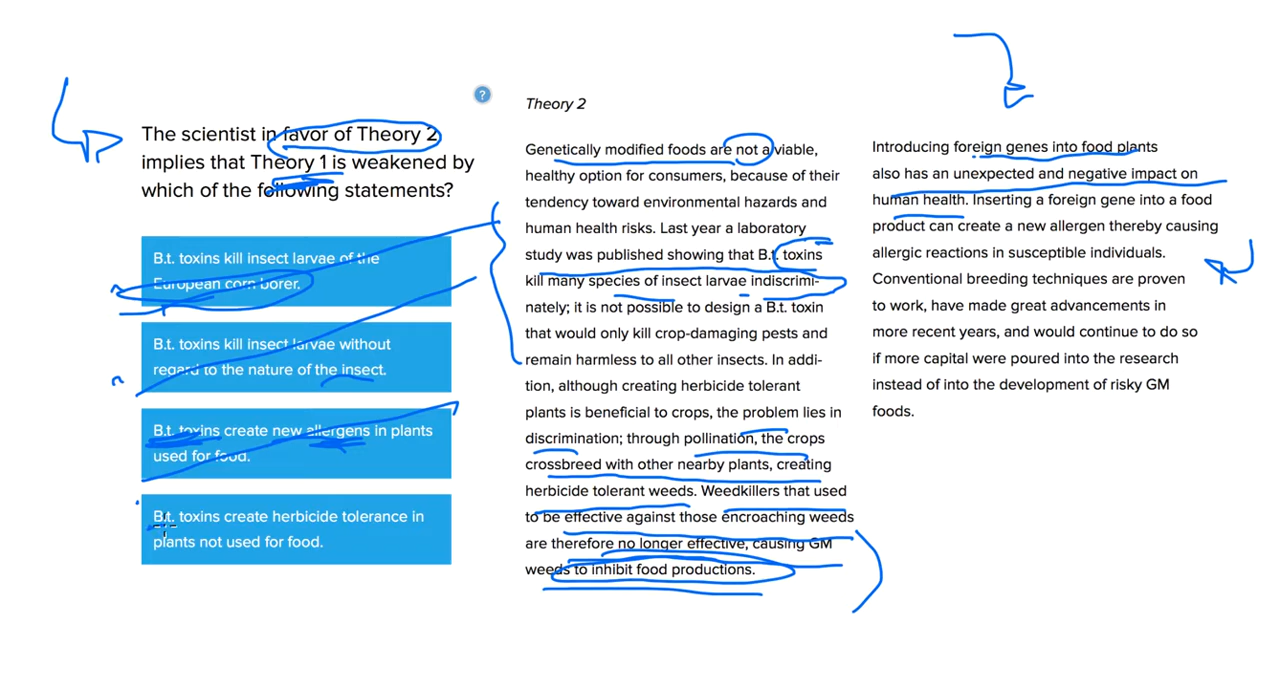 ?
The scientist in favor of Theory 2
implies that Theory 1 is weakened by
which of the following statements?
B.t. toxins kill insect larvae of the
European corn borer.
B.t. toxins kill insect larvae without
regard to the nature of the insect.
B.t. toxins create new allergens in plants
used for food.
B.t. toxins create herbicide tolerance in
plants not used for food.
Theory 2
Genetically modified foods are not a viable,
healthy option for consumers, because of their
tendency toward environmental hazards and
human health risks. Last year a laboratory
study was published showing that B.t. toxins
kill many species of insect larvae indiscrimi-
nately; it is not possible to design a B.t. toxin
that would only kill crop-damaging pests and
remain harmless to all other insects. In addi-
tion, although creating herbicide tolerant
plants is beneficial to crops, the problem lies in
discrimination; through pollination, the crops
crossbreed with other nearby plants, creating
herbicide tolerant weeds. Weedkillers that used
to be effective against those encroaching weeds
are therefore no longer effective, causing GM
weeds to inhibit food productions.
Introducing foreign genes into food plants
also has an unexpected and negative impact on
human health. Inserting a foreign gene into a food
product can create a new allergen thereby causing
allergic reactions in susceptible individuals.
Conventional breeding techniques are proven
to work, have made great advancements in
more recent years, and would continue to do so
if more capital were poured into the research
instead of into the development of risky GM
foods.